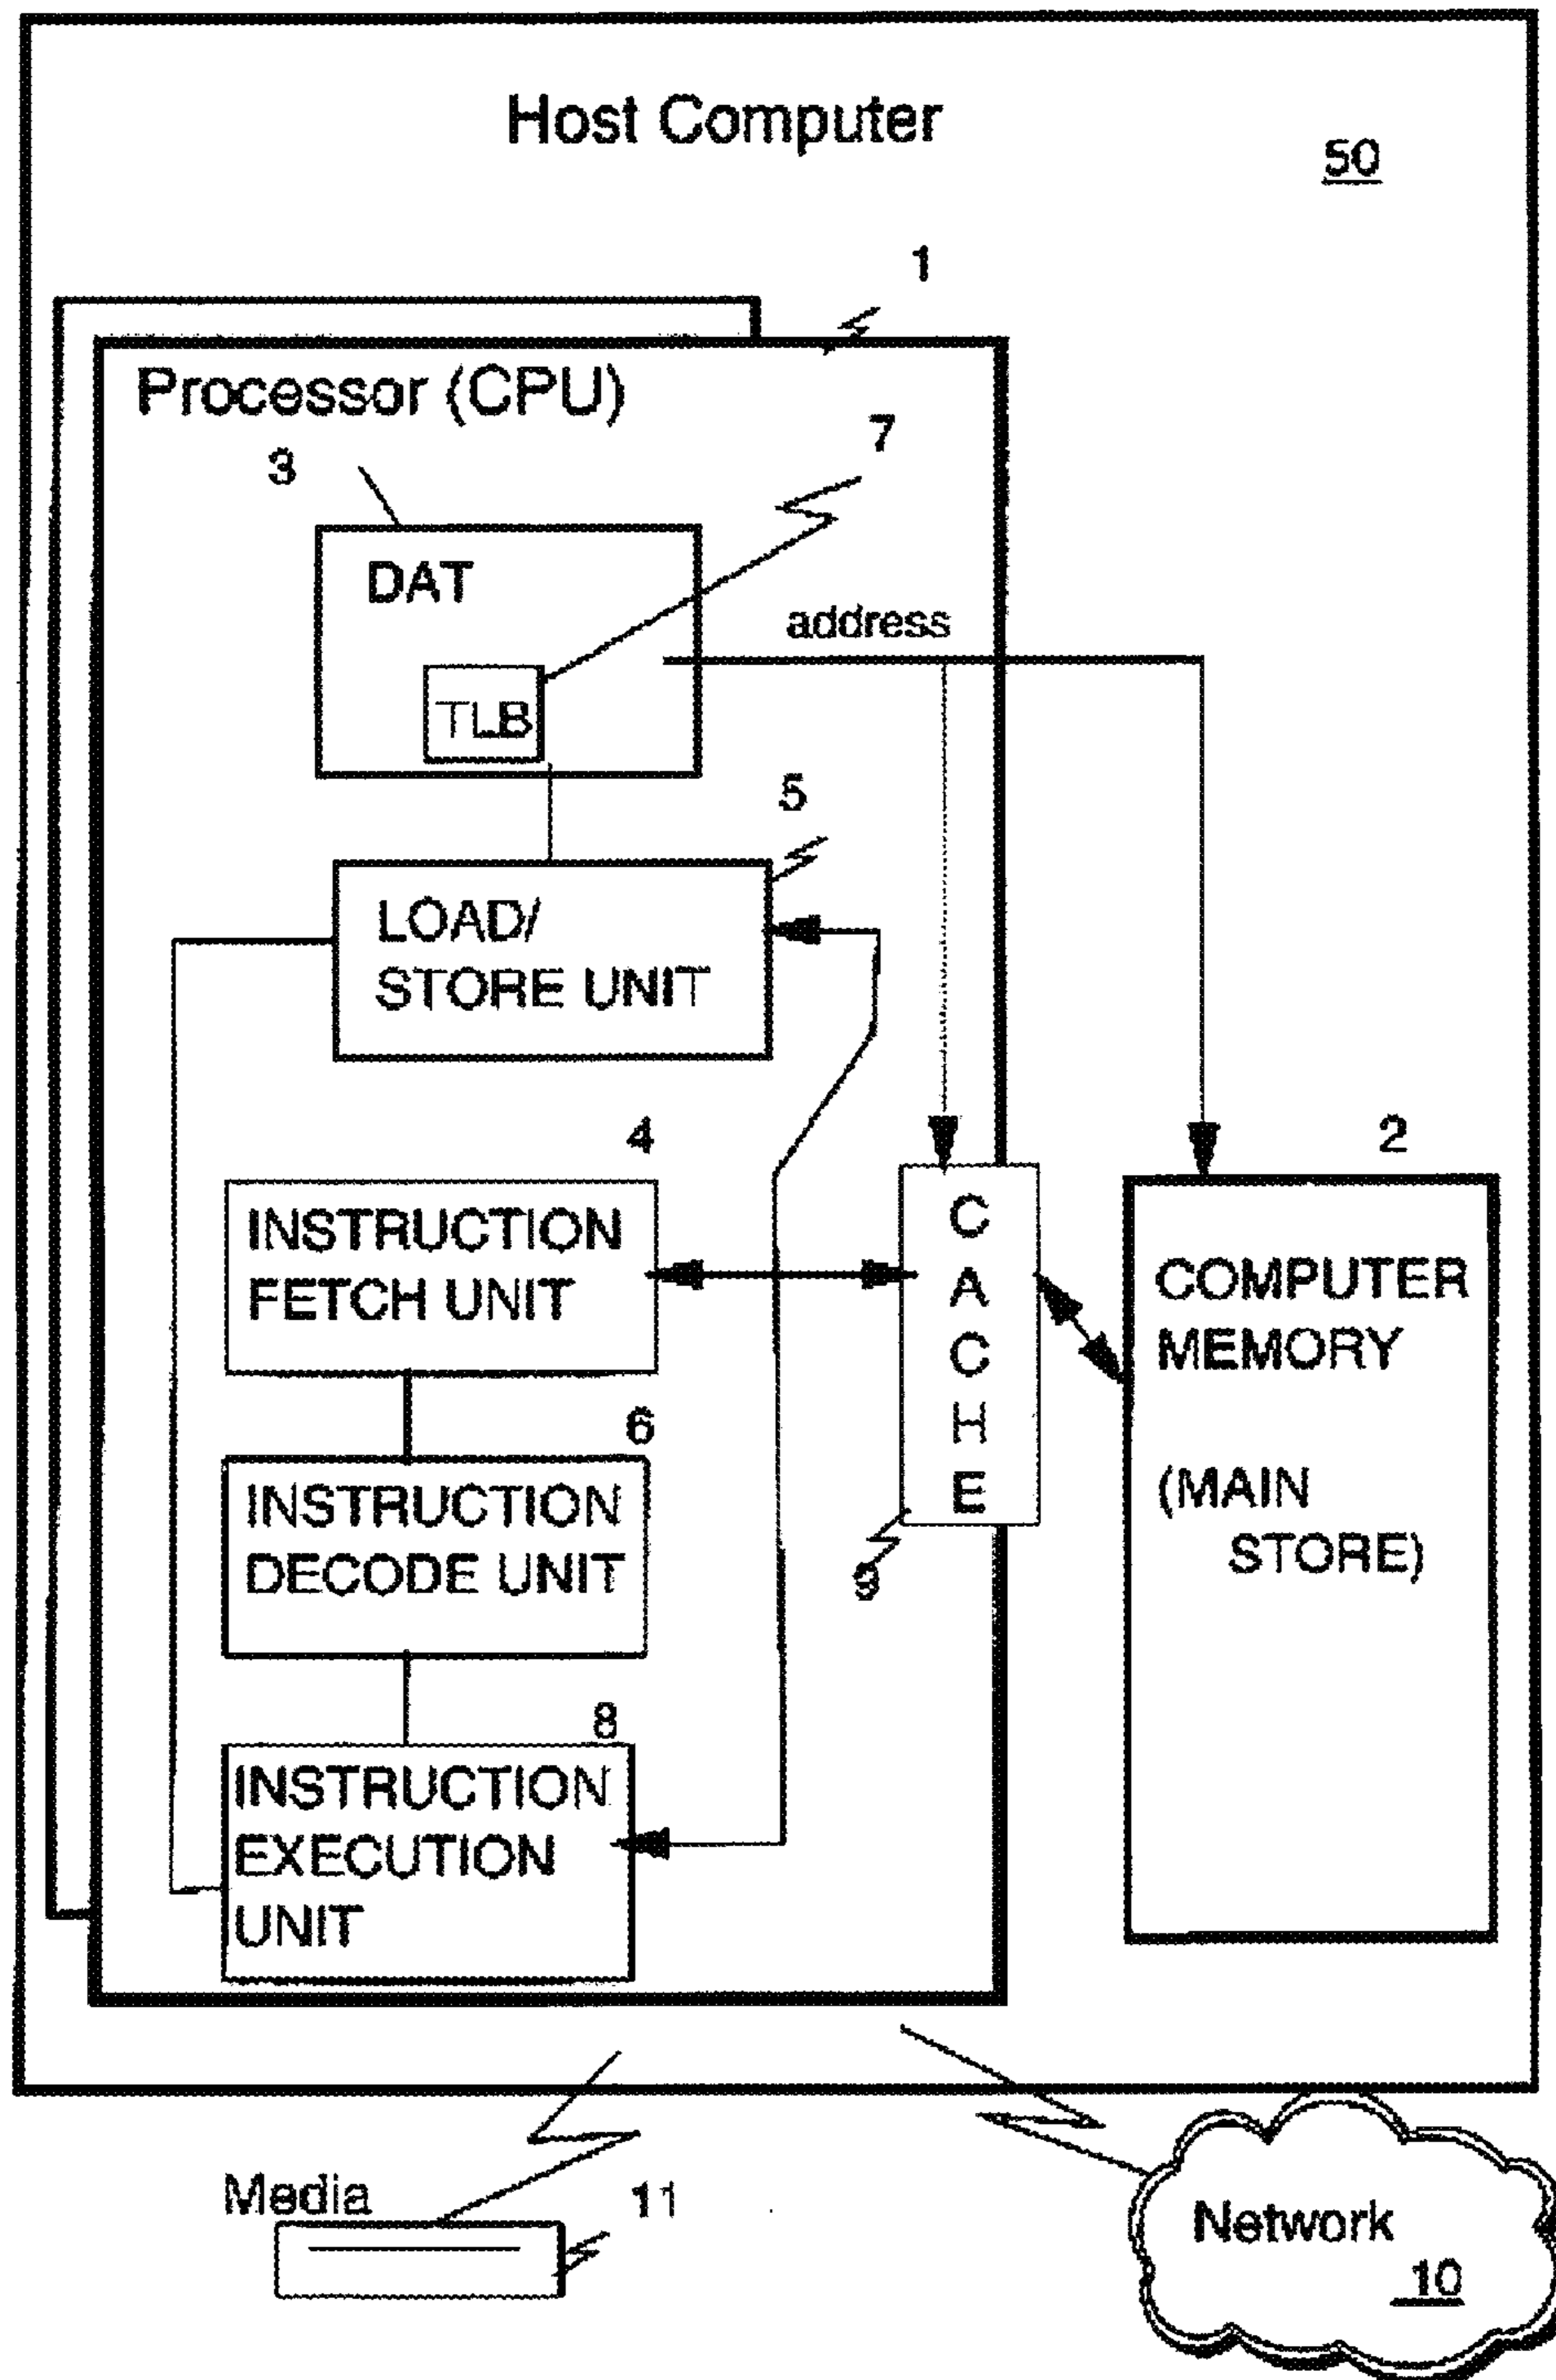 Host Computer
50
1
Processor (CPU)
3
7
DAT
address
TLB
5
LOAD/
STORE UNIT
4
2
INSTRUCTION
FETCH UNIT
C
A
C
H
E
COMPUTER
MEMORY
(MAIN
STORE)
6
INSTRUCTION
DECODE UNIT
9
8
INSTRUCTION
EXECUTION
UNIT
Media
11
Network
10